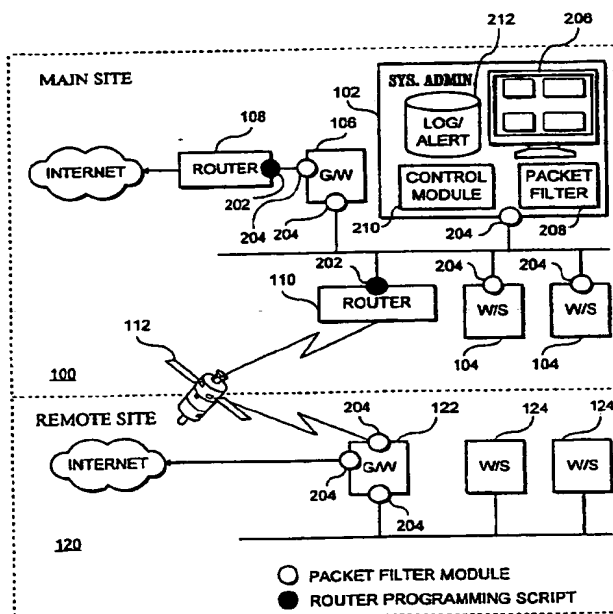 212
206
MAIN SITE
102
SYS. ADMIN
108
106
LOG/
ALERT
INTERNET
ROUTER
G/W
CONTROL
MODULE
PACKET
FILTER
202
204
204
210
204
208
202
204
204
110
ROUTER
W/S
W/S
112
104
104
100
REMOTE SITE
204
122
124
124
INTERNET
G/W
W/S
W/S
204
204
120
PACKET FILTER MODULE
ROUTER PROGRAMMING SCRIPT